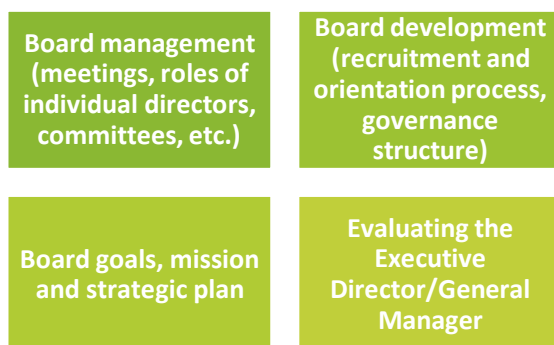 Board management
(meetings, roles of
individual directors,
committees, etc.)
Board development
(recruitment and
orientation process,
governance
structure)
Board goals, mission
and strategic plan
Evaluating the
Executive
Director/General
Manager